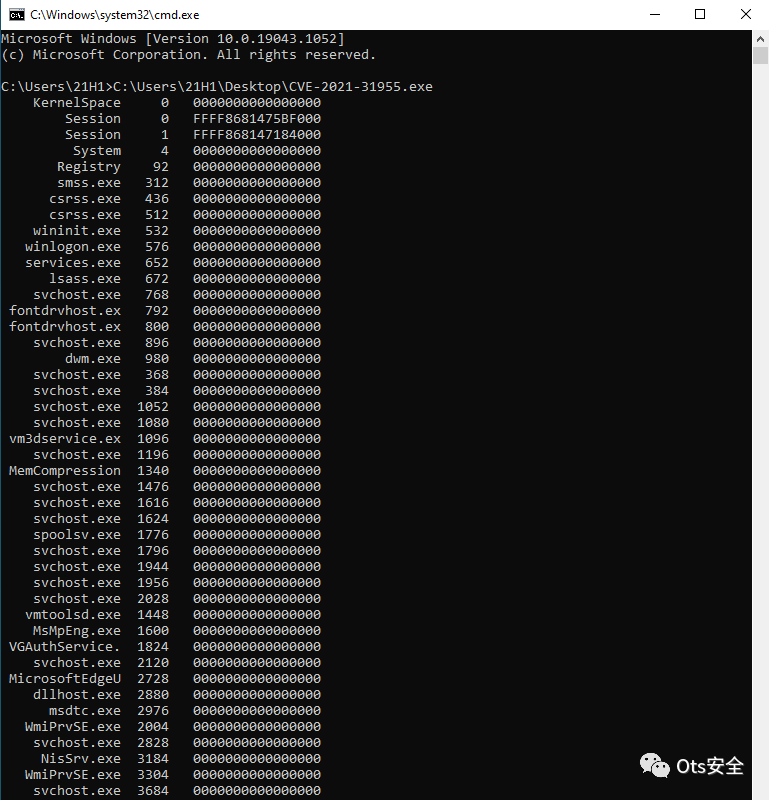 C:\Windows\system32\cmd.exe
Microsoft Windows [Version 10.0.19043.1052]
(c) Microsoft Corporation. All rights reserved.
C:\Users\21H1>C:\Users\21H1\Desktop\CVE-2021-31955.exe
KernelSpace 0 0000000000000000
Session 0 FFFF8681475BF000
Session 1 FFFF868147184000
System 4 0000000000000000
Registry 92 0000000000000000
smss.exe 312 0000000000000000
csrss.exe 436 0000000000000000
csrss.exe 512 0000000000000000
wininit.exe 532 0000000000000000
winlogon.exe 576 0000000000000000
services.exe 652 0000000000000000
lsass.exe 672 0000000000000000
svchost.exe 768 0000000000000000
fontdrvhost.ex 792 0000000000000000
fontdrvhost.ex 800 0000000000000000
svchost.exe 896 0000000000000000
dwm.exe 980 0000000000000000
svchost.exe 368 0000000000000000
svchost.exe 384 0000000000000000
svchost.exe 1052 0000000000000000
svchost.exe 1080 0000000000000000
vm3dservice.ex 1096 0000000000000000
svchost.exe 1196 0000000000000000
MemCompression 1340 0000000000000000
svchost.exe 1476 0000000000000000
svchost.exe 1616 0000000000000000
svchost.exe 1624 0000000000000000
spoolsv.exe 1776 0000000000000000
svchost.exe 1796 0000000000000000
svchost.exe 1944 0000000000000000
svchost.exe 1956 0000000000000000
svchost.exe 2028 0000000000000000
vmtoolsd.exe 1448 0000000000000000
MsMpEng.exe 1600 0000000000000000
VGAuthService. 1824 0000000000000000
svchost.exe 2120 0000000000000000
MicrosoftEdgeU 2728 0000000000000000
dllhost.exe 2880 0000000000000000
msdtc.exe 2976 0000000000000000
WmiPrvSE.exe 2004 0000000000000000
svchost.exe 2828 0000000000000000
NisSrv.exe 3184 0000000000000000
WmiPrvSE.exe 3304 0000000000000000
svchost.exe 3684 0000000000000000
Ots安全